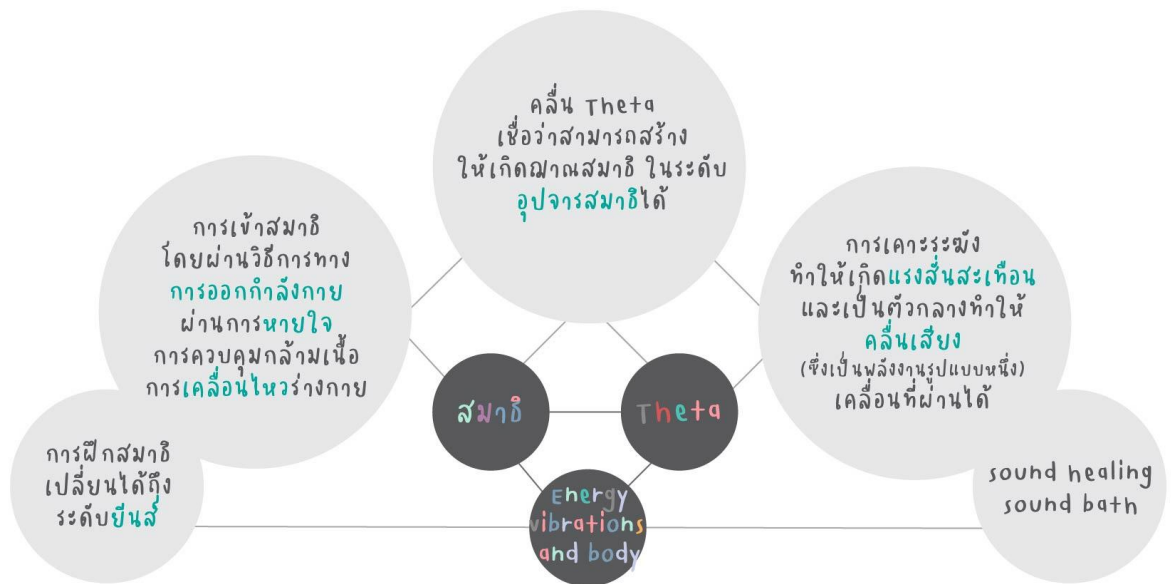 คลื่น Theta
เชื่อว่าสามารถสร้าง
ให้เกิดฌาณสมาธิ ในระดับ
อุปจารสมาธิได้
การเข้าสมาธิ
โดยผ่านวิธีการทาง
การออกกำลังกาย
ผ่านการหายใจ
การควบคุมกล้ามเนื้อ
การเคลื่อนไหวร่างกาย
การเคาะระฆัง
ทำให้เกิดแรงสั่นสะเทือน
และเป็นตัวกลางทำให้
คลื่นเสียง
(ซึ่งเป็นพลังงานรูปแบบหนึ่ง)
เคลื่อนที่ผ่านได้
สมาธิ
Theta
การฝึกสมาธิ
เปลี่ยนได้ถึง
ระดับยีนส์
Energy
vibrations
and body
sound healing
sound bath